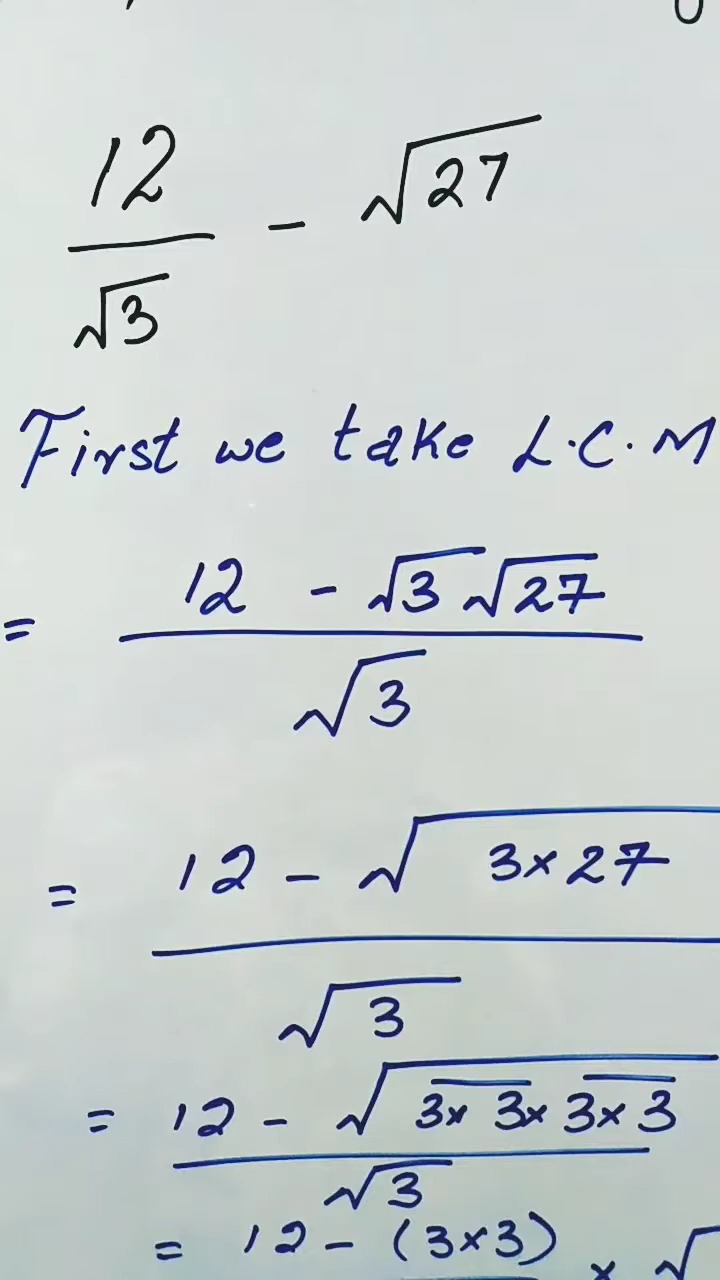 12/√3 - √27
First we take L.C.M
= (12 - √3 √27)/√3
= (12 - √(3×27))/√3
= (12 - √(3×3×3×3))/√3
= 12 - (3×3) × √